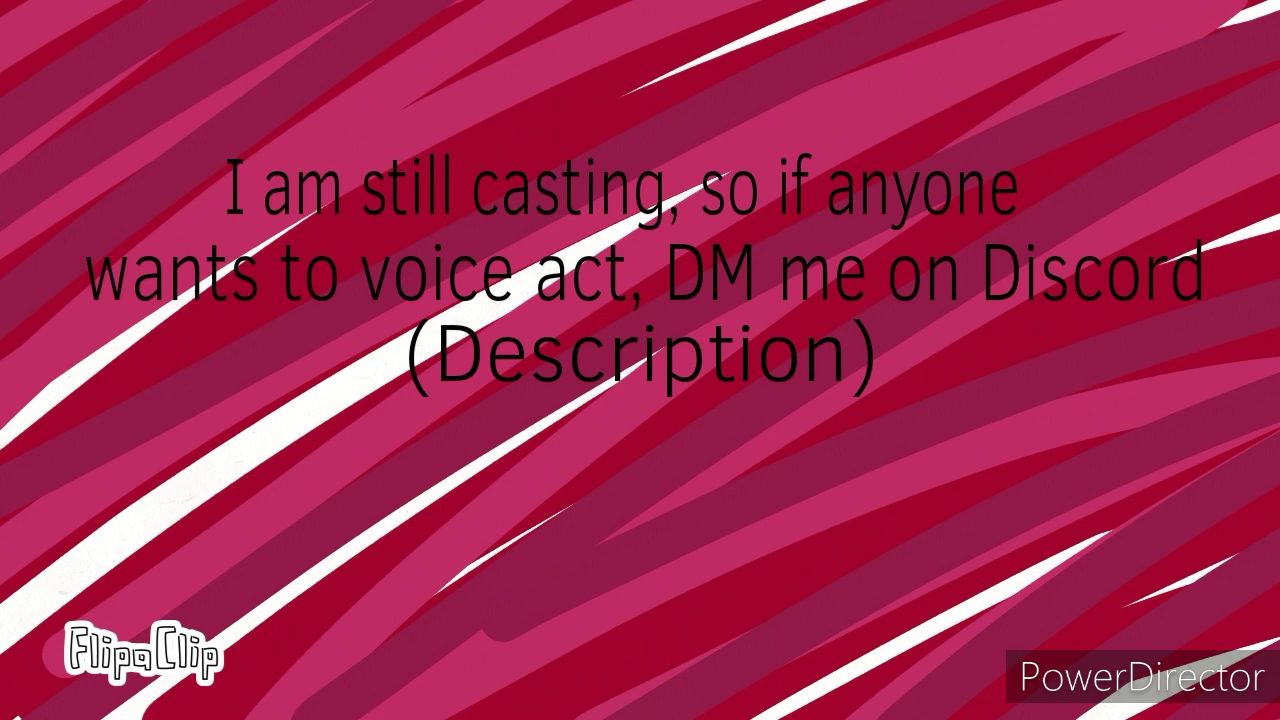 I am still casting, so if anyone
wants to voice act, DM me on Discord
(Description)
FlipaClip
PowerDirector